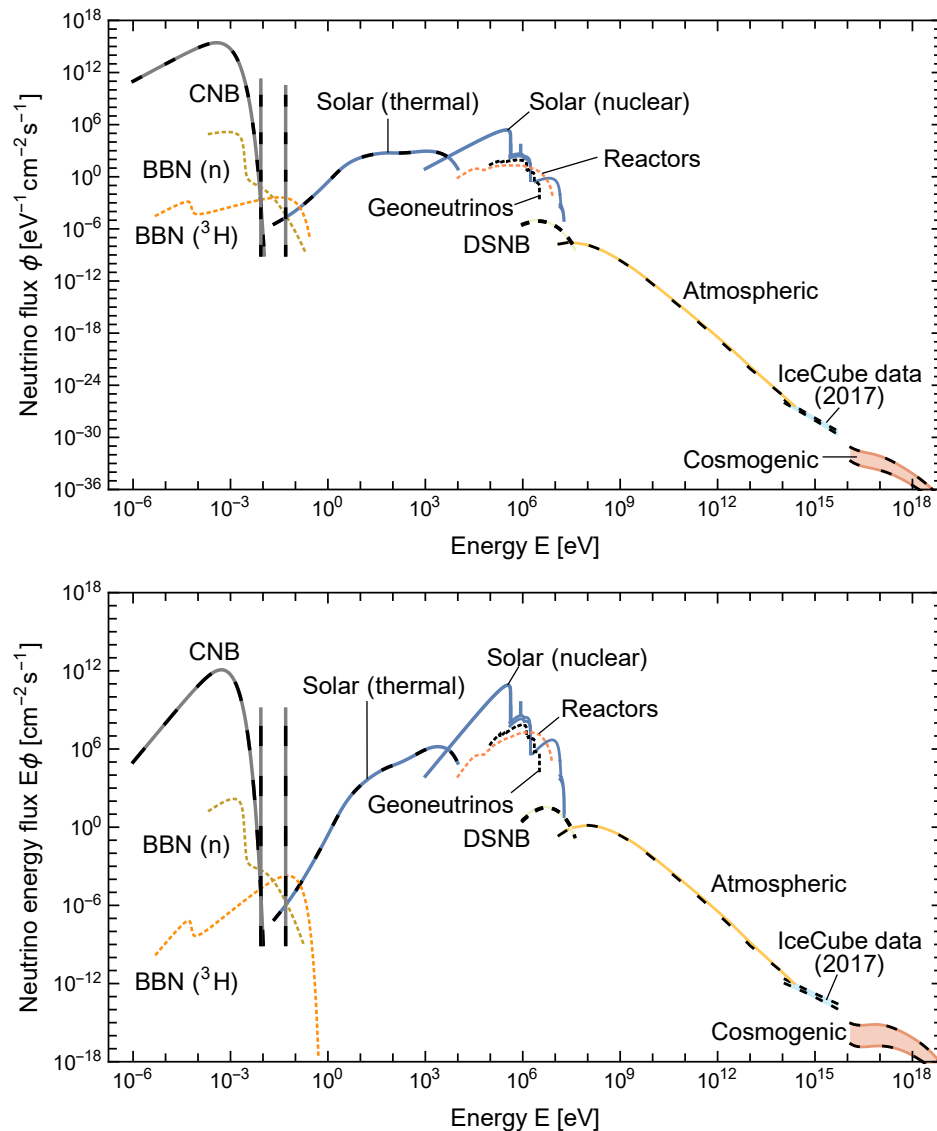 10^18
10^12
10^6
10^0
10^−6
10^−12
10^−18
10^−24
10^−30
10^−36
Neutrino flux ϕ [eV^−1 cm^−2 s^−1]
CNB
Solar (thermal)
Solar (nuclear)
BBN (n)
Reactors
Geoneutrinos
BBN (^3H)
DSNB
Atmospheric
IceCube data
(2017)
Cosmogenic
10^−6 10^−3 10^0 10^3 10^6 10^9 10^12 10^15 10^18
Energy E [eV]
10^18
10^12
10^6
10^0
10^−6
10^−12
10^−18
Neutrino energy flux Eϕ [cm^−2 s^−1]
CNB
Solar (nuclear)
Solar (thermal)
Reactors
Geoneutrinos
BBN (n)
DSNB
Atmospheric
BBN (^3H)
IceCube data
(2017)
Cosmogenic
10^−6 10^−3 10^0 10^3 10^6 10^9 10^12 10^15 10^18
Energy E [eV]